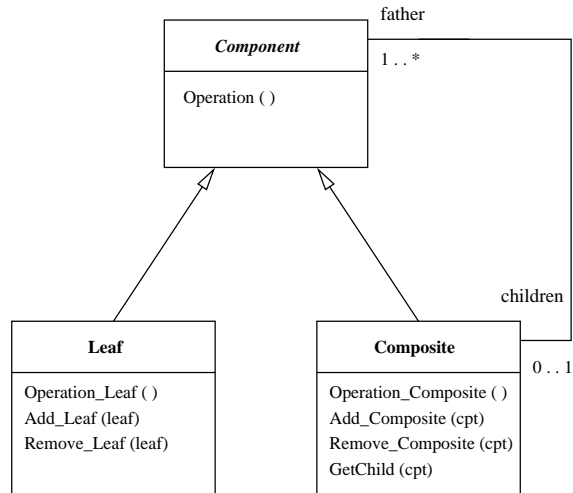 father
Component
1 . . *
Operation ( )
children
Leaf
Composite
0 . . 1
Operation_Leaf ( )
Add_Leaf (leaf)
Remove_Leaf (leaf)
Operation_Composite ( )
Add_Composite (cpt)
Remove_Composite (cpt)
GetChild (cpt)